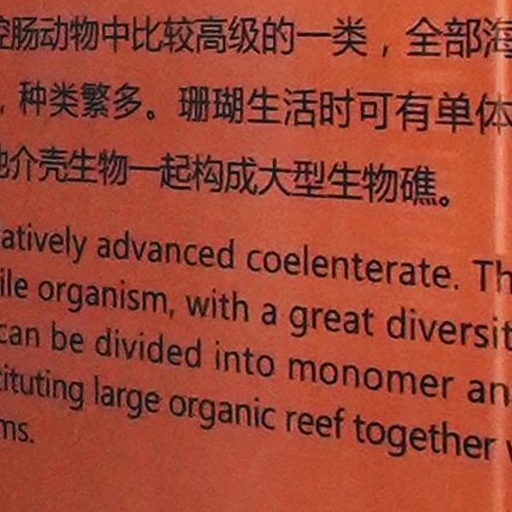 腔肠动物中比较高级的一类，全部海
，种类繁多。珊瑚生活时可有单体
他介壳生物一起构成大型生物礁。
atively advanced coelenterate. Th
ile organism, with a great diversit
can be divided into monomer an
tituting large organic reef together w
ms.